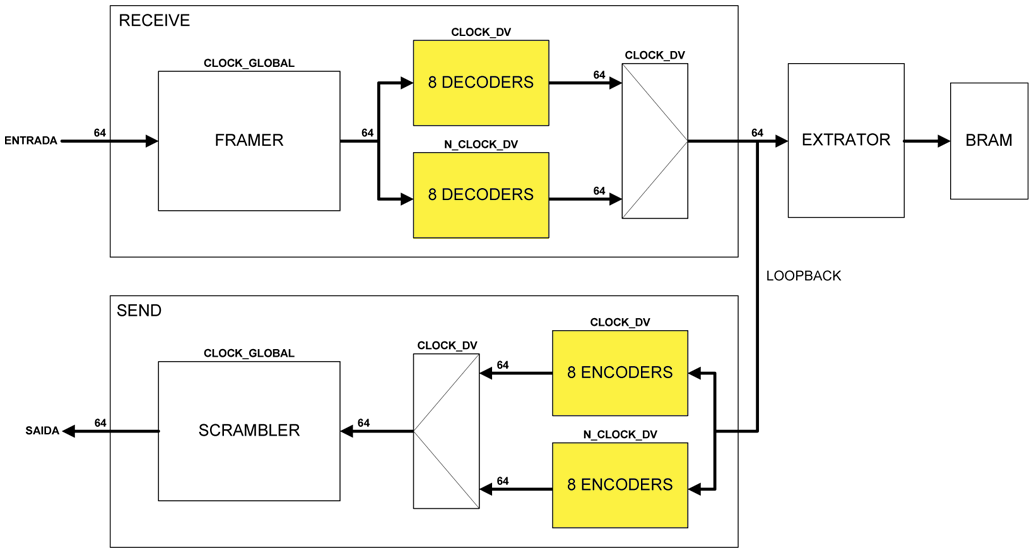 RECEIVE
CLOCK_GLOBAL
CLOCK_DV
CLOCK_DV
ENTRADA
64
FRAMER
64
8 DECODERS
64
N_CLOCK_DV
8 DECODERS
64
64
EXTRATOR
BRAM
LOOPBACK
SEND
CLOCK_GLOBAL
CLOCK_DV
CLOCK_DV
SAIDA
64
SCRAMBLER
64
64
8 ENCODERS
N_CLOCK_DV
64
8 ENCODERS